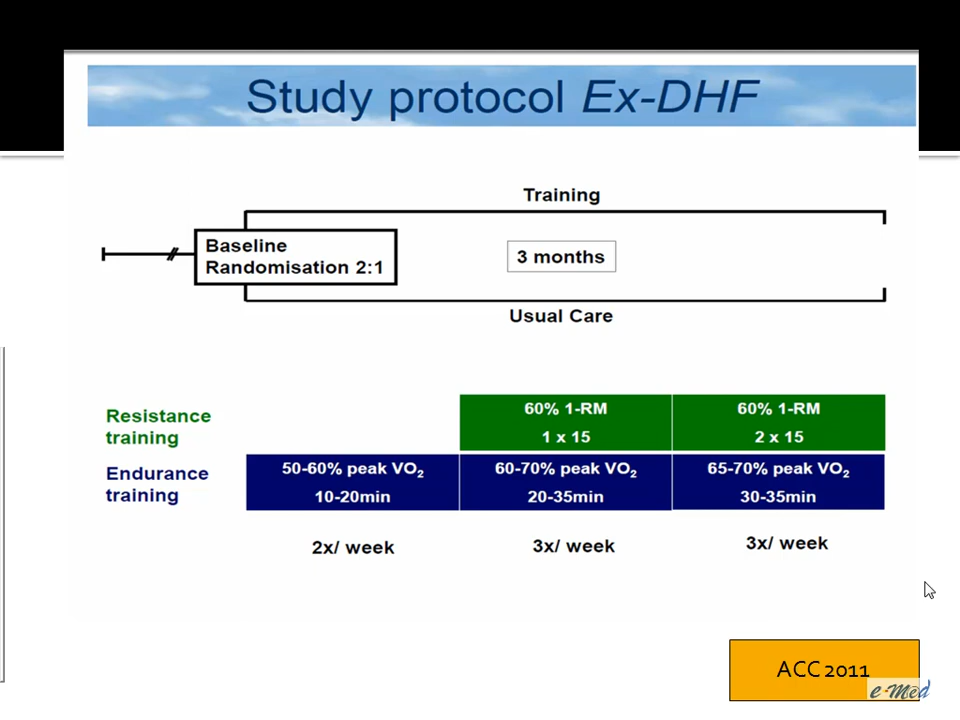 Study protocol Ex-DHF
Training
Baseline
Randomisation 2:1
3 months
Usual Care
Resistance
training
60% 1-RM
1 x 15
60% 1-RM
2 x 15
Endurance
training
50-60% peak VO₂
10-20min
60-70% peak VO₂
20-35min
65-70% peak VO₂
30-35min
2x/ week
3x/ week
3x/ week
ACC 2011
e-Med